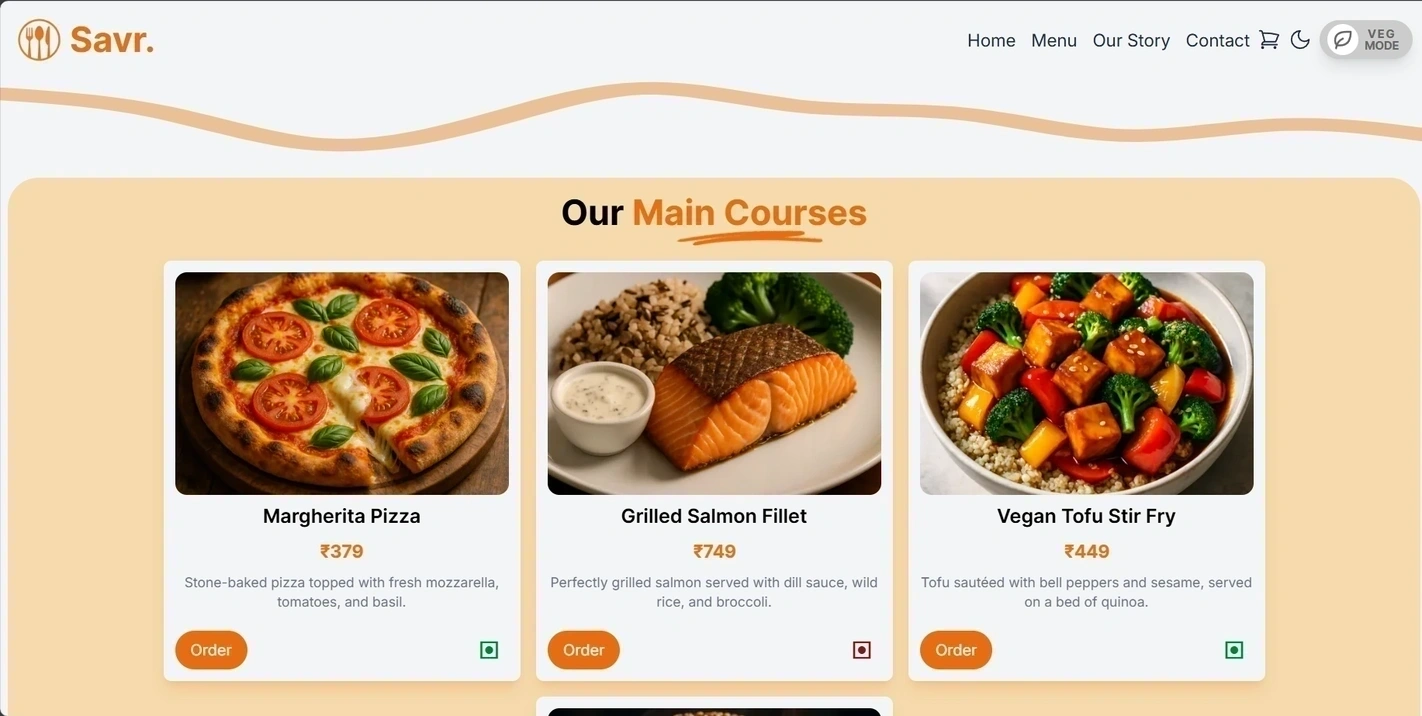 Savr.
Home Menu Our Story Contact
VEG
MODE
Our Main Courses
Margherita Pizza
₹379
Stone-baked pizza topped with fresh mozzarella,
tomatoes, and basil.
Order
Grilled Salmon Fillet
₹749
Perfectly grilled salmon served with dill sauce, wild
rice, and broccoli.
Order
Vegan Tofu Stir Fry
₹449
Tofu sautéed with bell peppers and sesame, served
on a bed of quinoa.
Order